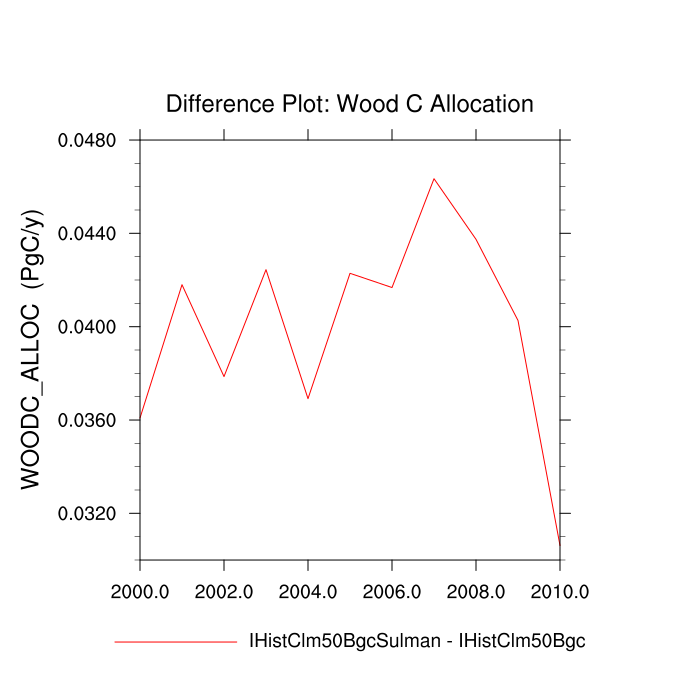 Difference Plot: Wood C Allocation
0.0480
0.0440
0.0400
0.0360
0.0320
WOODC_ALLOC (PgC/y)
2000.0 2002.0 2004.0 2006.0 2008.0 2010.0
IHistClm50BgcSulman - IHistClm50Bgc